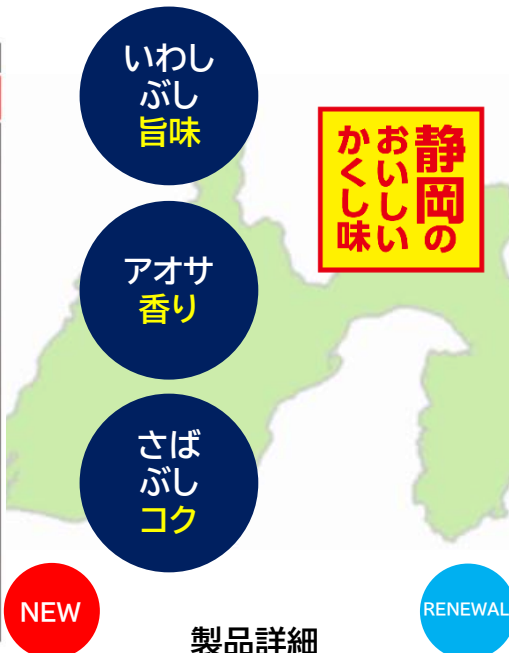 いわし
ぶし
旨味
静岡の
おいしい
かくし味
アオサ
香り
さば
ぶし
コク
NEW
RENEWAL
製品詳細